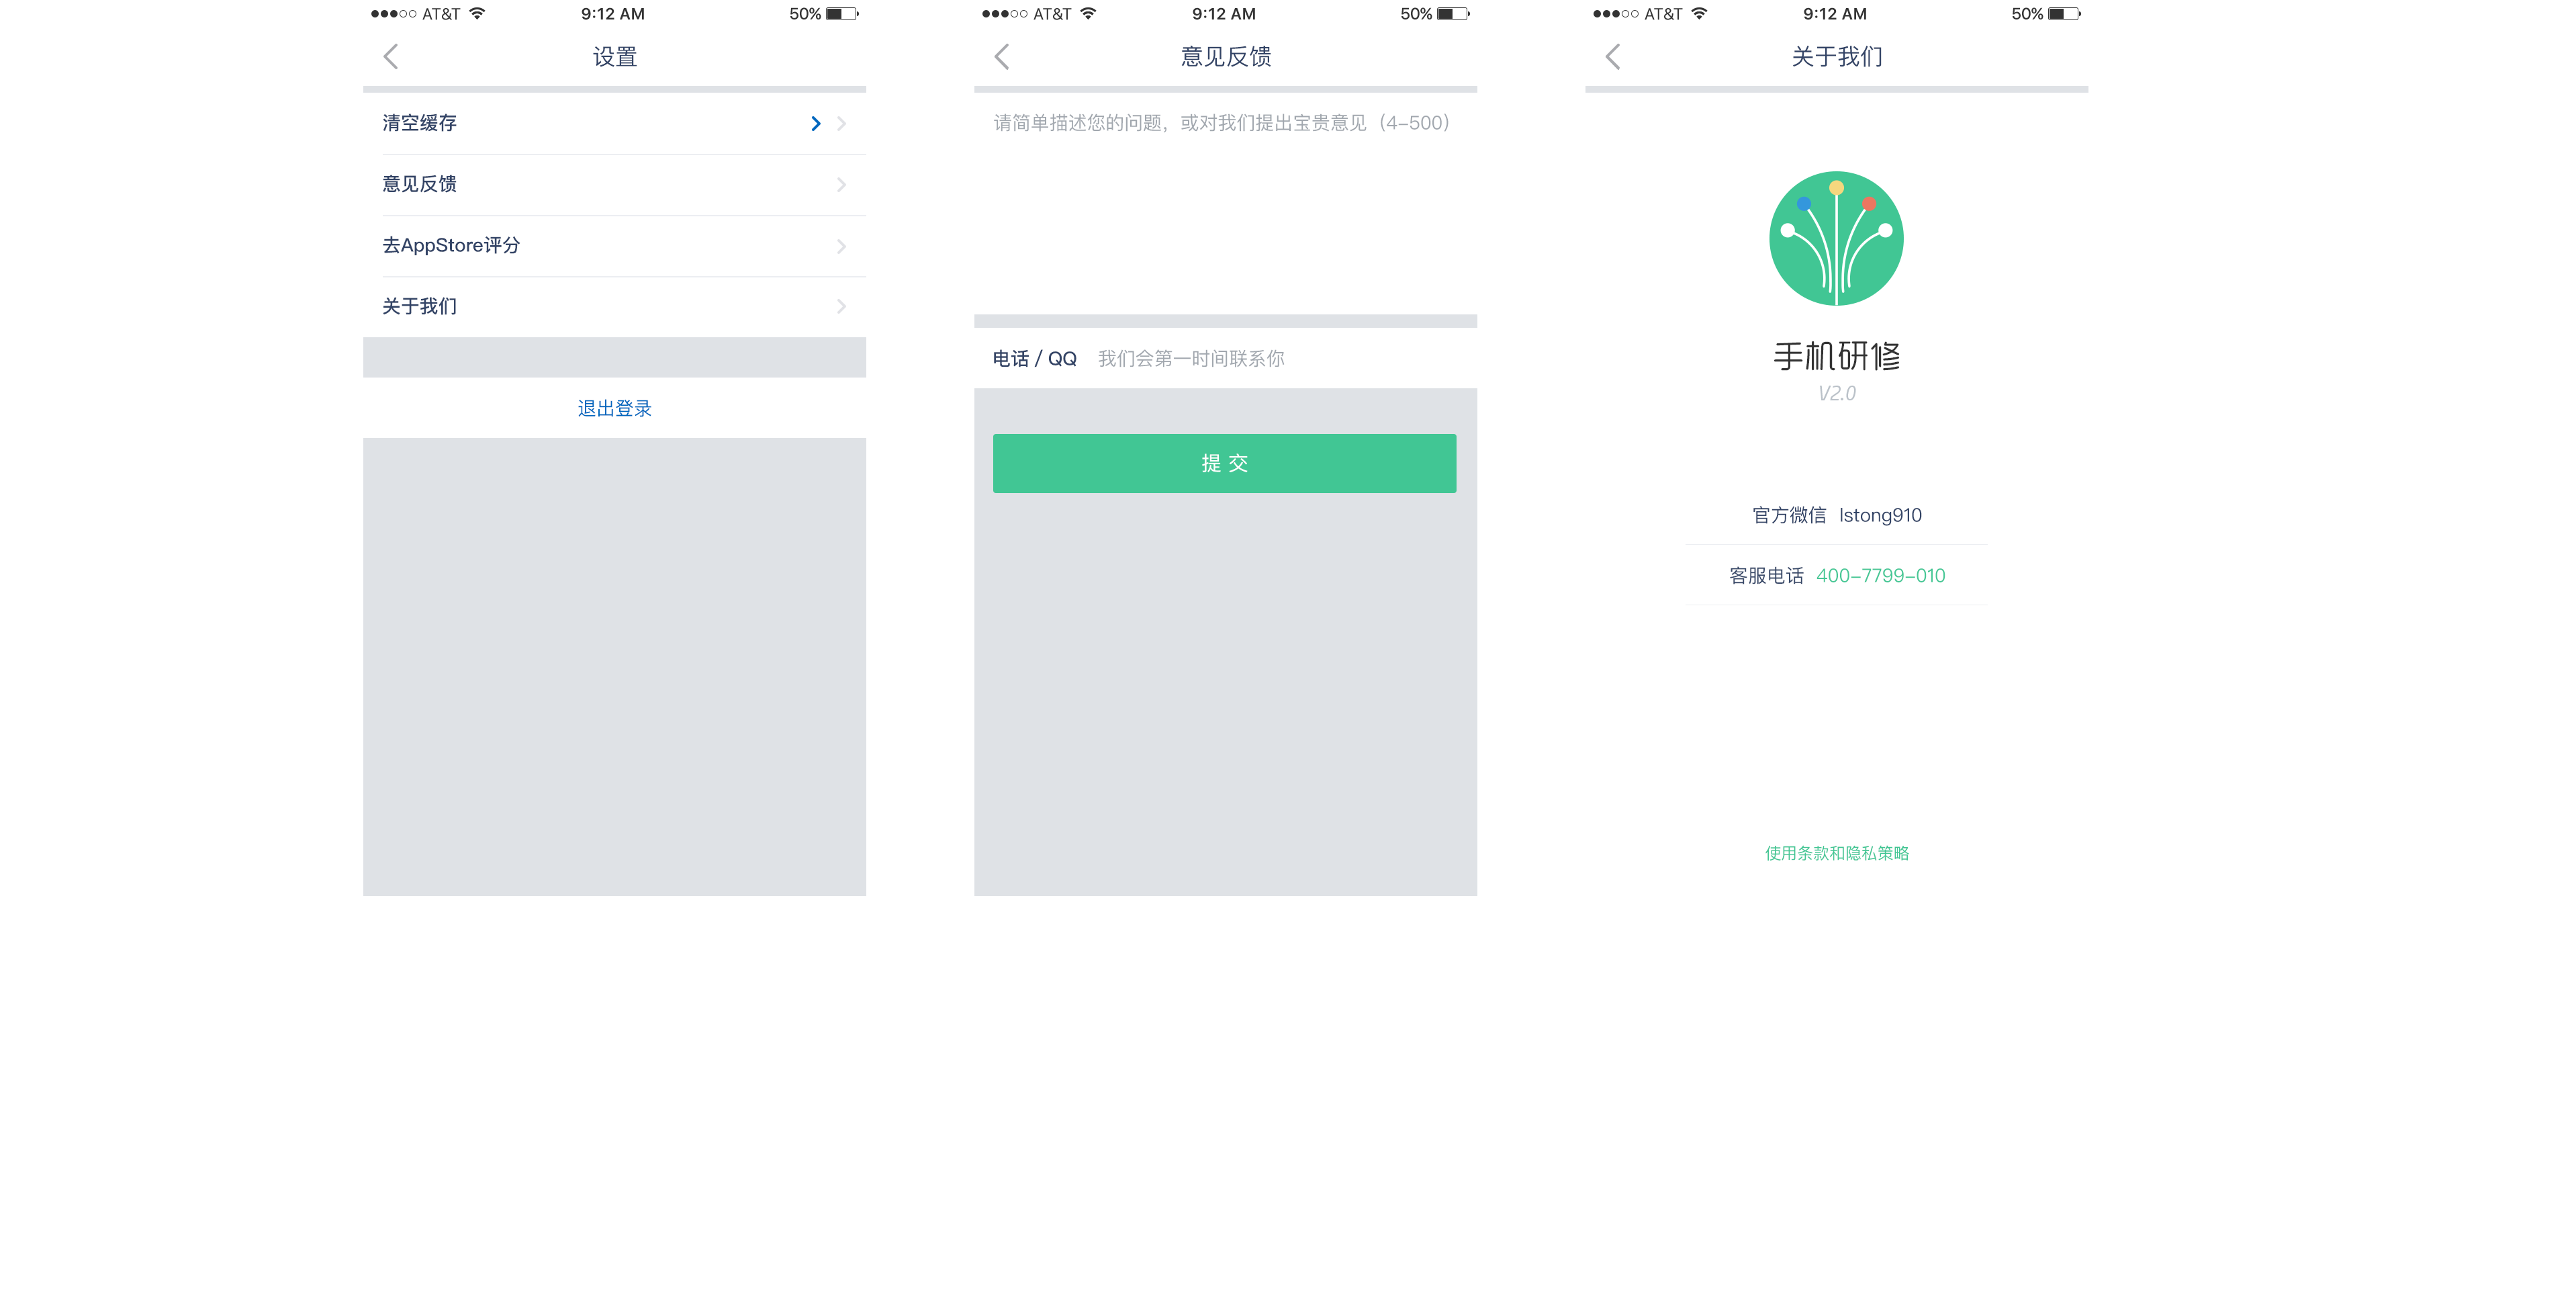 AT&T 9:12 AM 50%
设置
清空缓存
意见反馈
去AppStore评分
关于我们
退出登录
AT&T 9:12 AM 50%
意见反馈
请简单描述您的问题，或对我们提出宝贵意见（4-500）
电话 / QQ 我们会第一时间联系你
提 交
AT&T 9:12 AM 50%
关于我们
手机研修
V2.0
官方微信 lstong910
客服电话 400-7799-010
使用条款和隐私策略